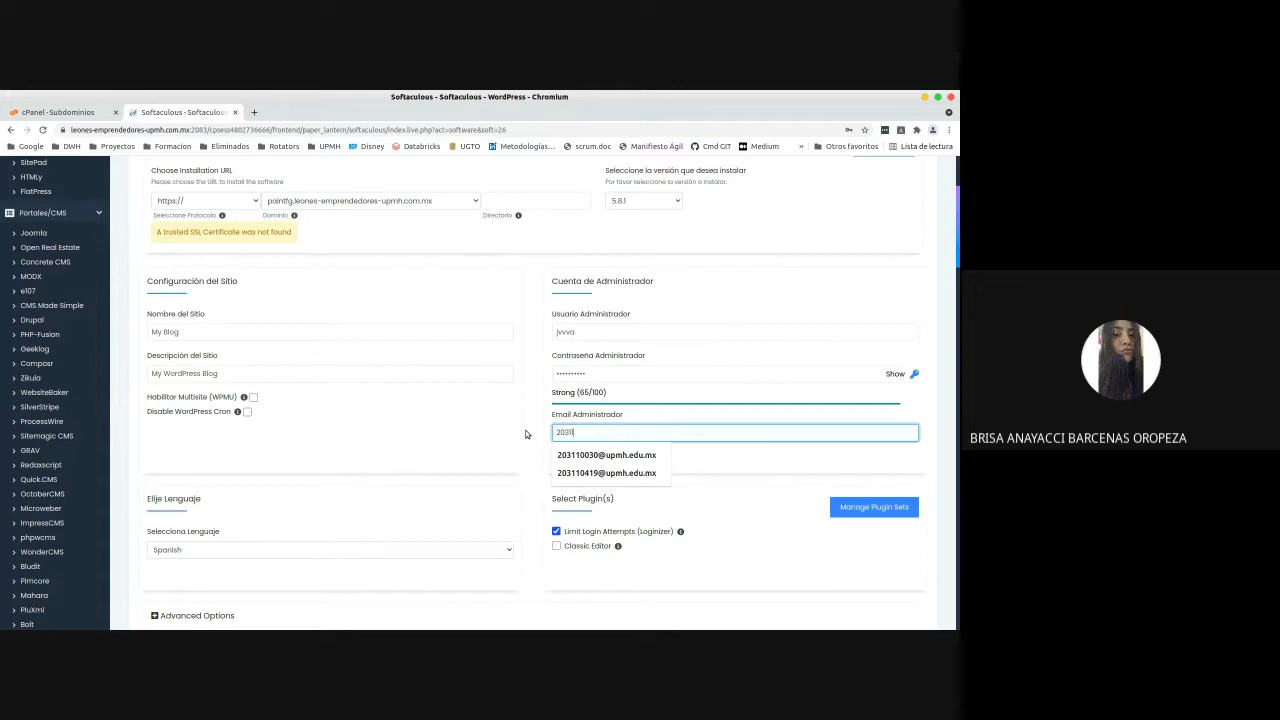 Softaculous - Softaculous - WordPress - Chromium
cPanel - Subdominios
Softaculous - Softaculous
leones-emprendedores-upmh.com.mx:2083/cpsess4802736666/frontend/paper_lantern/softaculous/index.live.php?act=software&soft=26
Google DWH Proyectos Formacion Eliminados Rotators UPMH Disney Databricks UGTO Metodologías... scrum.doc Manifiesto Ágil Cmd GIT Medium » Otros favoritos Lista de lectura
SitePad
HTMLy
FlatPress
Portales/CMS
Joomla
Open Real Estate
Concrete CMS
MODX
e107
CMS Made Simple
Drupal
PHP-Fusion
Geeklog
Composr
Zikula
WebsiteBaker
SilverStripe
ProcessWire
Sitemagic CMS
GRAV
Redaxscript
Quick.CMS
OctoberCMS
Microweber
ImpressCMS
phpwcms
WonderCMS
Bludit
Pimcore
Mahara
PluXml
Bolt
Choose Installation URL
Please choose the URL to install the software
https://
paintfg.leones-emprendedores-upmh.com.mx
Seleccione Protocolo
Dominio
Directorio
A trusted SSL Certificate was not found
Seleccione la versión que desea instalar
Por favor seleccione la versión a instalar.
5.8.1
Configuración del Sitio
Nombre del Sitio
My Blog
Descripción del Sitio
My WordPress Blog
Habilitar Multisite (WPMU)
Disable WordPress Cron
Cuenta de Administrador
Usuario Administrador
jvvva
Contraseña Administrador
••••••••••
Show
Strong (65/100)
Email Administrador
20311
203110030@upmh.edu.mx
203110419@upmh.edu.mx
Elije Lenguaje
Selecciona Lenguaje
Spanish
Select Plugin(s)
Manage Plugin Sets
Limit Login Attempts (Loginizer)
Classic Editor
Advanced Options
BRISA ANAYACCI BARCENAS OROPEZA